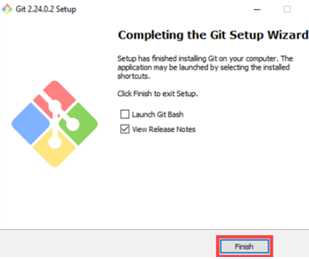 Git 2.24.0.2 Setup
Completing the Git Setup Wizard
Setup has finished installing Git on your computer. The
application may be launched by selecting the installed
shortcuts.
Click Finish to exit Setup.
Launch Git Bash
View Release Notes
Finish